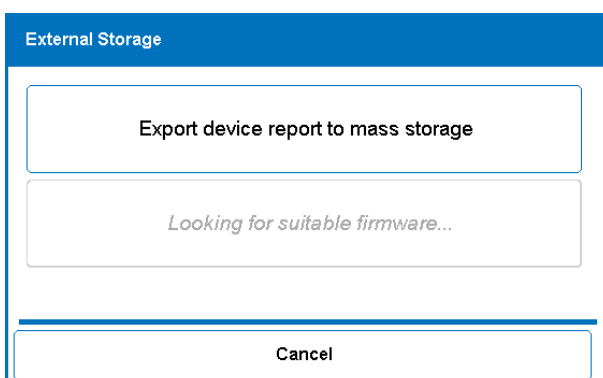 External Storage
Export device report to mass storage
Looking for suitable firmware...
Cancel